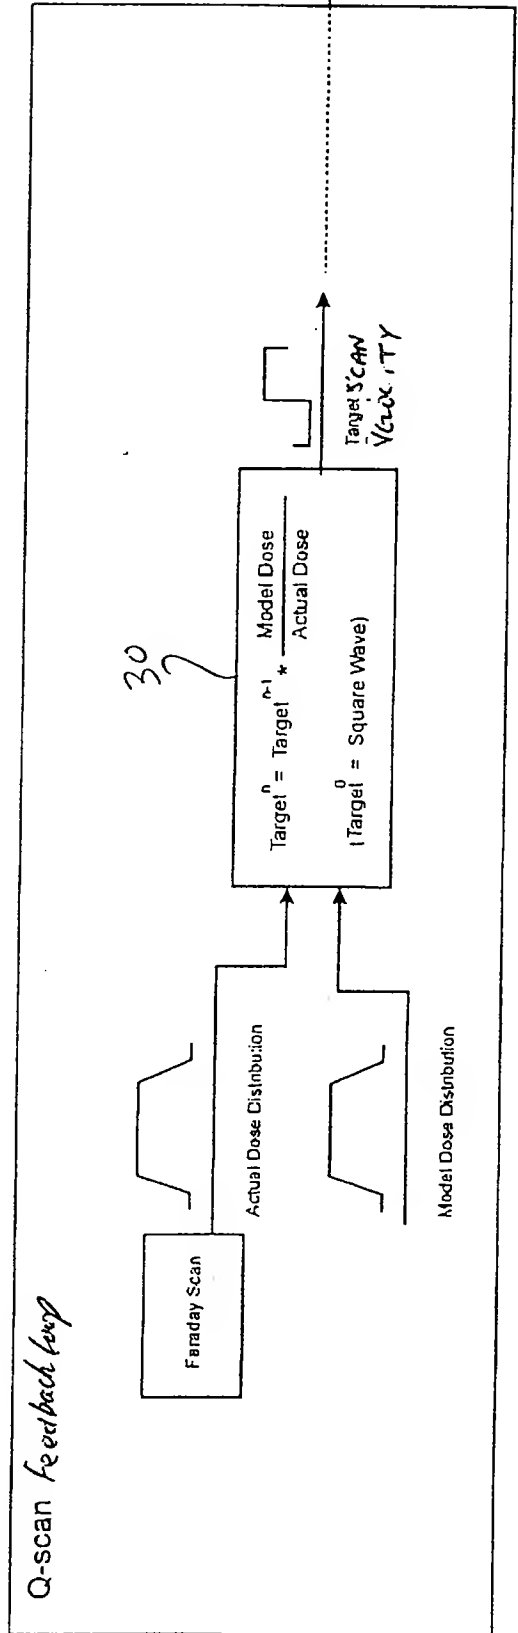 Q-scan Feedback Loop
Faraday Scan
Actual Dose Distribution
Model Dose Distribution
30
Target^n = Target^n-1 * Model Dose
Actual Dose
(Target^0 = Square Wave)
Target SCAN
VELOCITY